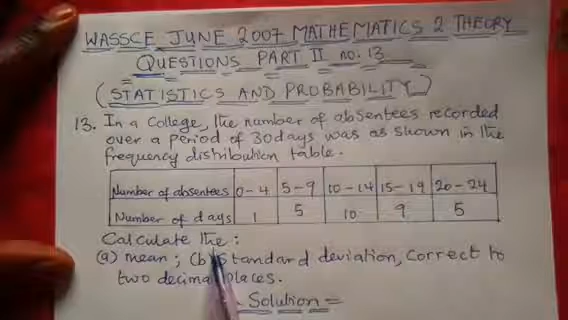 WASSCE JUNE 2007 MATHEMATICS 2 THEORY
QUESTIONS PART II no. 13
(STATISTICS AND PROBABILITY)
13. In a College, the number of absentees recorded
over a period of 30 days was as shown in the
frequency distribution table.
Number of absentees 0-4 5-9 10-14 15-19 20-24
Number of days 1 5 10 9 5
Calculate the:
(a) mean; (b) standard deviation, correct to
two decimal places.
Solution =